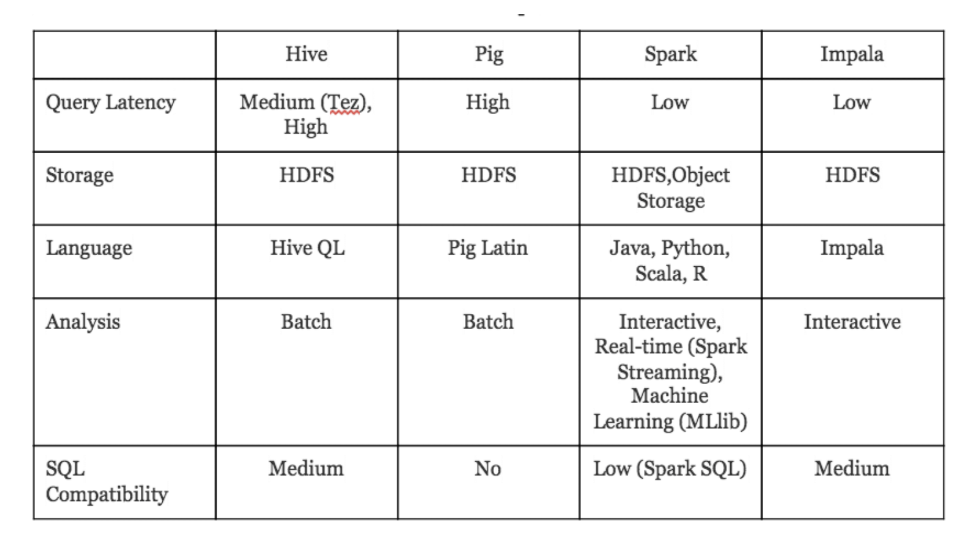 Hive Pig Spark Impala
Query Latency Medium (Tez), High Low Low
High
Storage HDFS HDFS HDFS,Object HDFS
Storage
Language Hive QL Pig Latin Java, Python, Impala
Scala, R
Analysis Batch Batch Interactive, Interactive
Real-time (Spark
Streaming),
Machine
Learning (MLlib)
SQL Medium No Low (Spark SQL) Medium
Compatibility